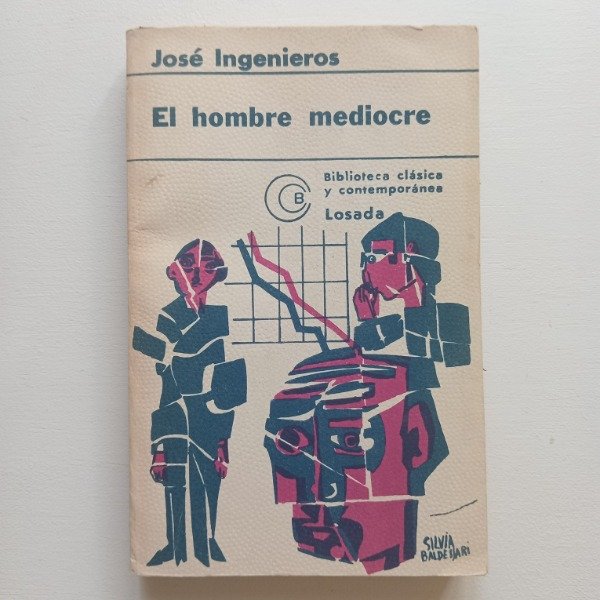 José Ingenieros
El hombre mediocre
Biblioteca clásica
y contemporánea
B
Losada
SILVIA
BALDESSARI